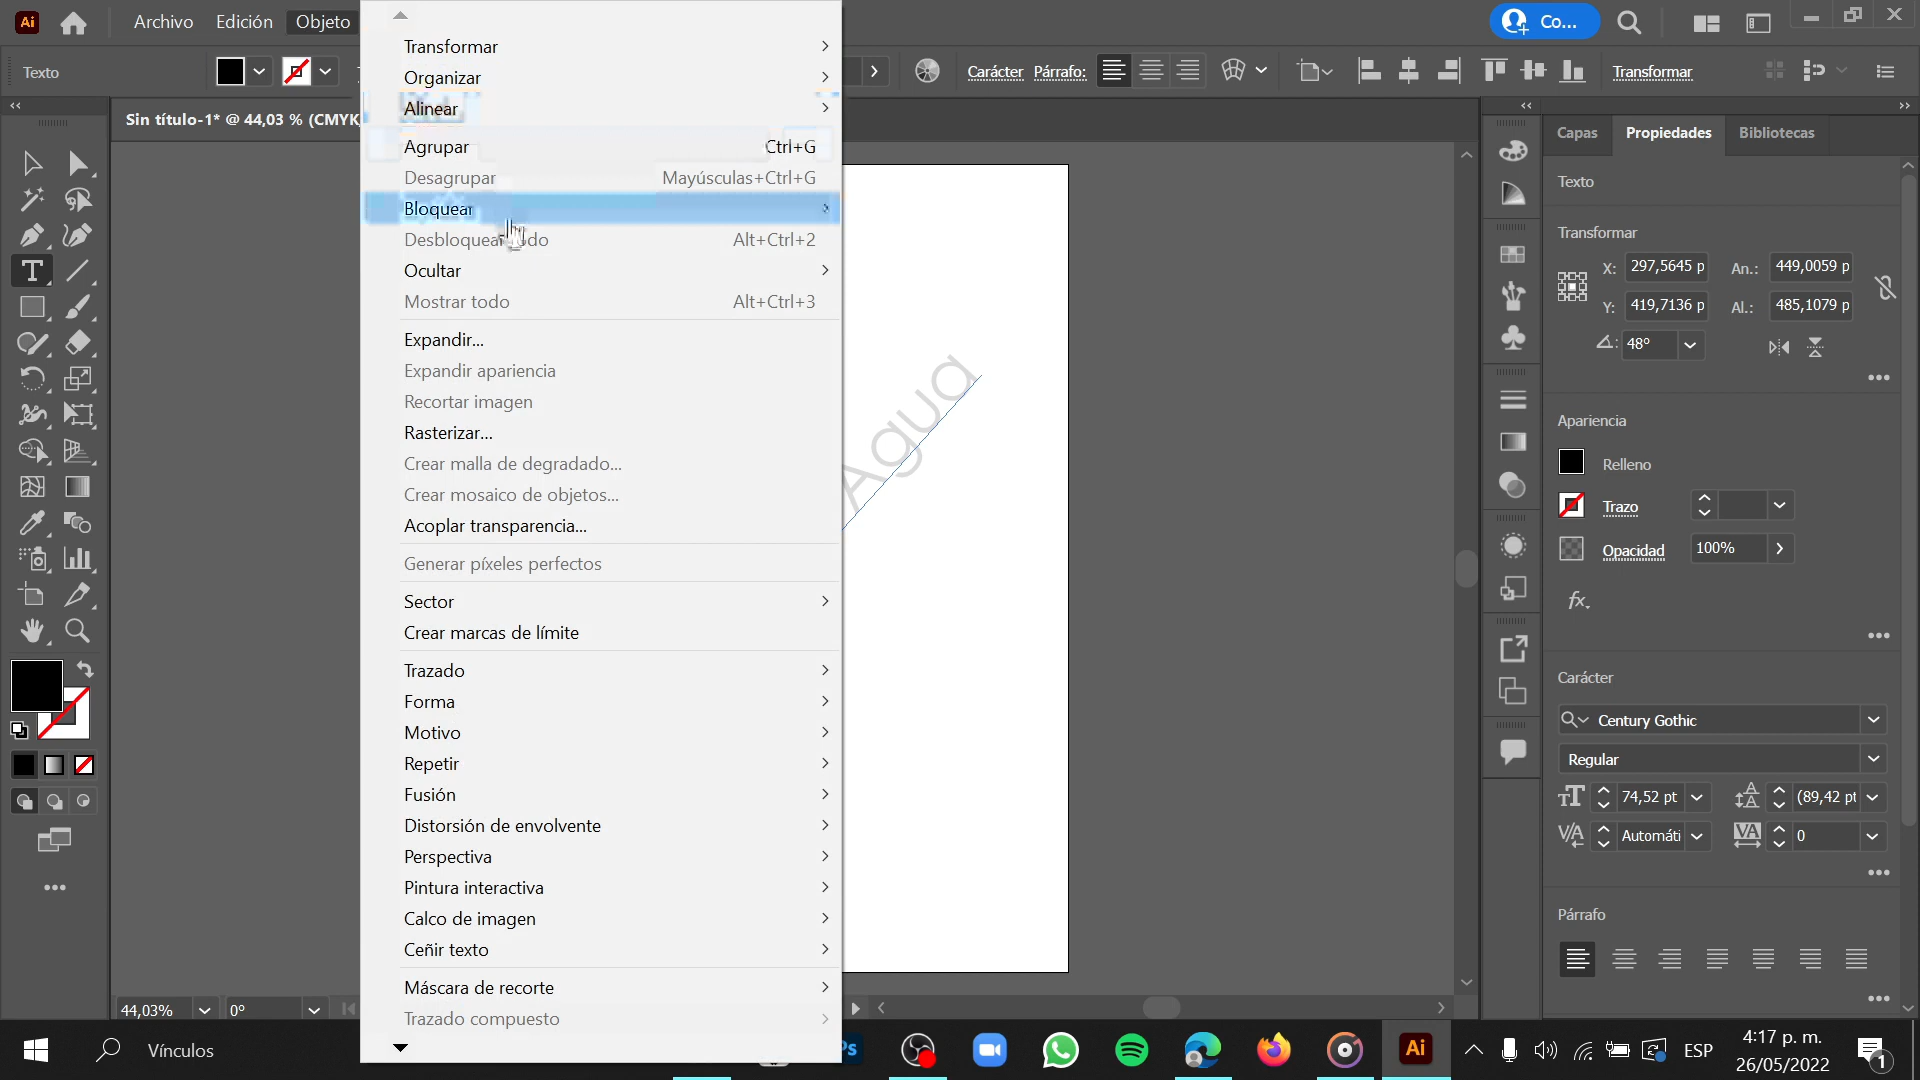 Ai Archivo Edición Objeto Co...
Texto Carácter Párrafo: Transformar
Sin título-1* @ 44,03 % (CMYK
Transformar
Organizar
Alinear
Agrupar Ctrl+G
Desagrupar Mayúsculas+Ctrl+G
Bloquear
Desbloquear todo Alt+Ctrl+2
Ocultar
Mostrar todo Alt+Ctrl+3
Expandir...
Expandir apariencia
Recortar imagen
Rasterizar...
Crear malla de degradado...
Crear mosaico de objetos...
Acoplar transparencia...
Generar píxeles perfectos
Sector
Crear marcas de límite
Trazado
Forma
Motivo
Repetir
Fusión
Distorsión de envolvente
Perspectiva
Pintura interactiva
Calco de imagen
Ceñir texto
Máscara de recorte
Trazado compuesto
Agua
Capas Propiedades Bibliotecas
Texto
Transformar
X: 297,5645 p An.: 449,0059 p
Y: 419,7136 p Al.: 485,1079 p
48°
Apariencia
Relleno
Trazo
Opacidad 100%
fx
Carácter
Century Gothic
Regular
74,52 pt (89,42 pt
Automáti 0
Párrafo
44,03% 0°
Vínculos Ps Ai ESP 4:17 p. m.
26/05/2022 1